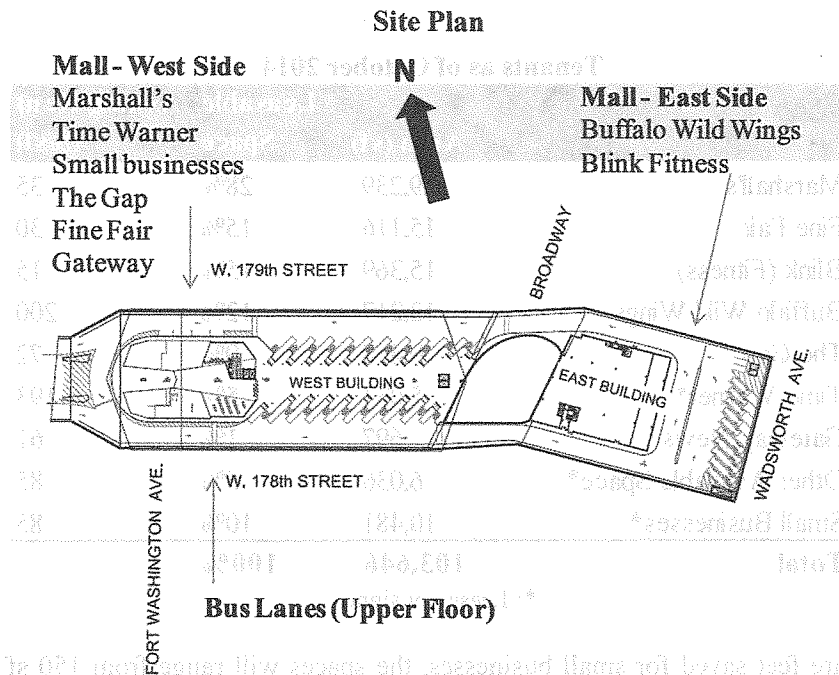 Site Plan
Mall - West Side
Marshall's
Time Warner
Small businesses
The Gap
Fine Fair
Gateway
N
Mall - East Side
Buffalo Wild Wings
Blink Fitness
W. 179th STREET
BROADWAY
WEST BUILDING
EAST BUILDING
WADSWORTH AVE.
W. 178th STREET
FORT WASHINGTON AVE.
Bus Lanes (Upper Floor)